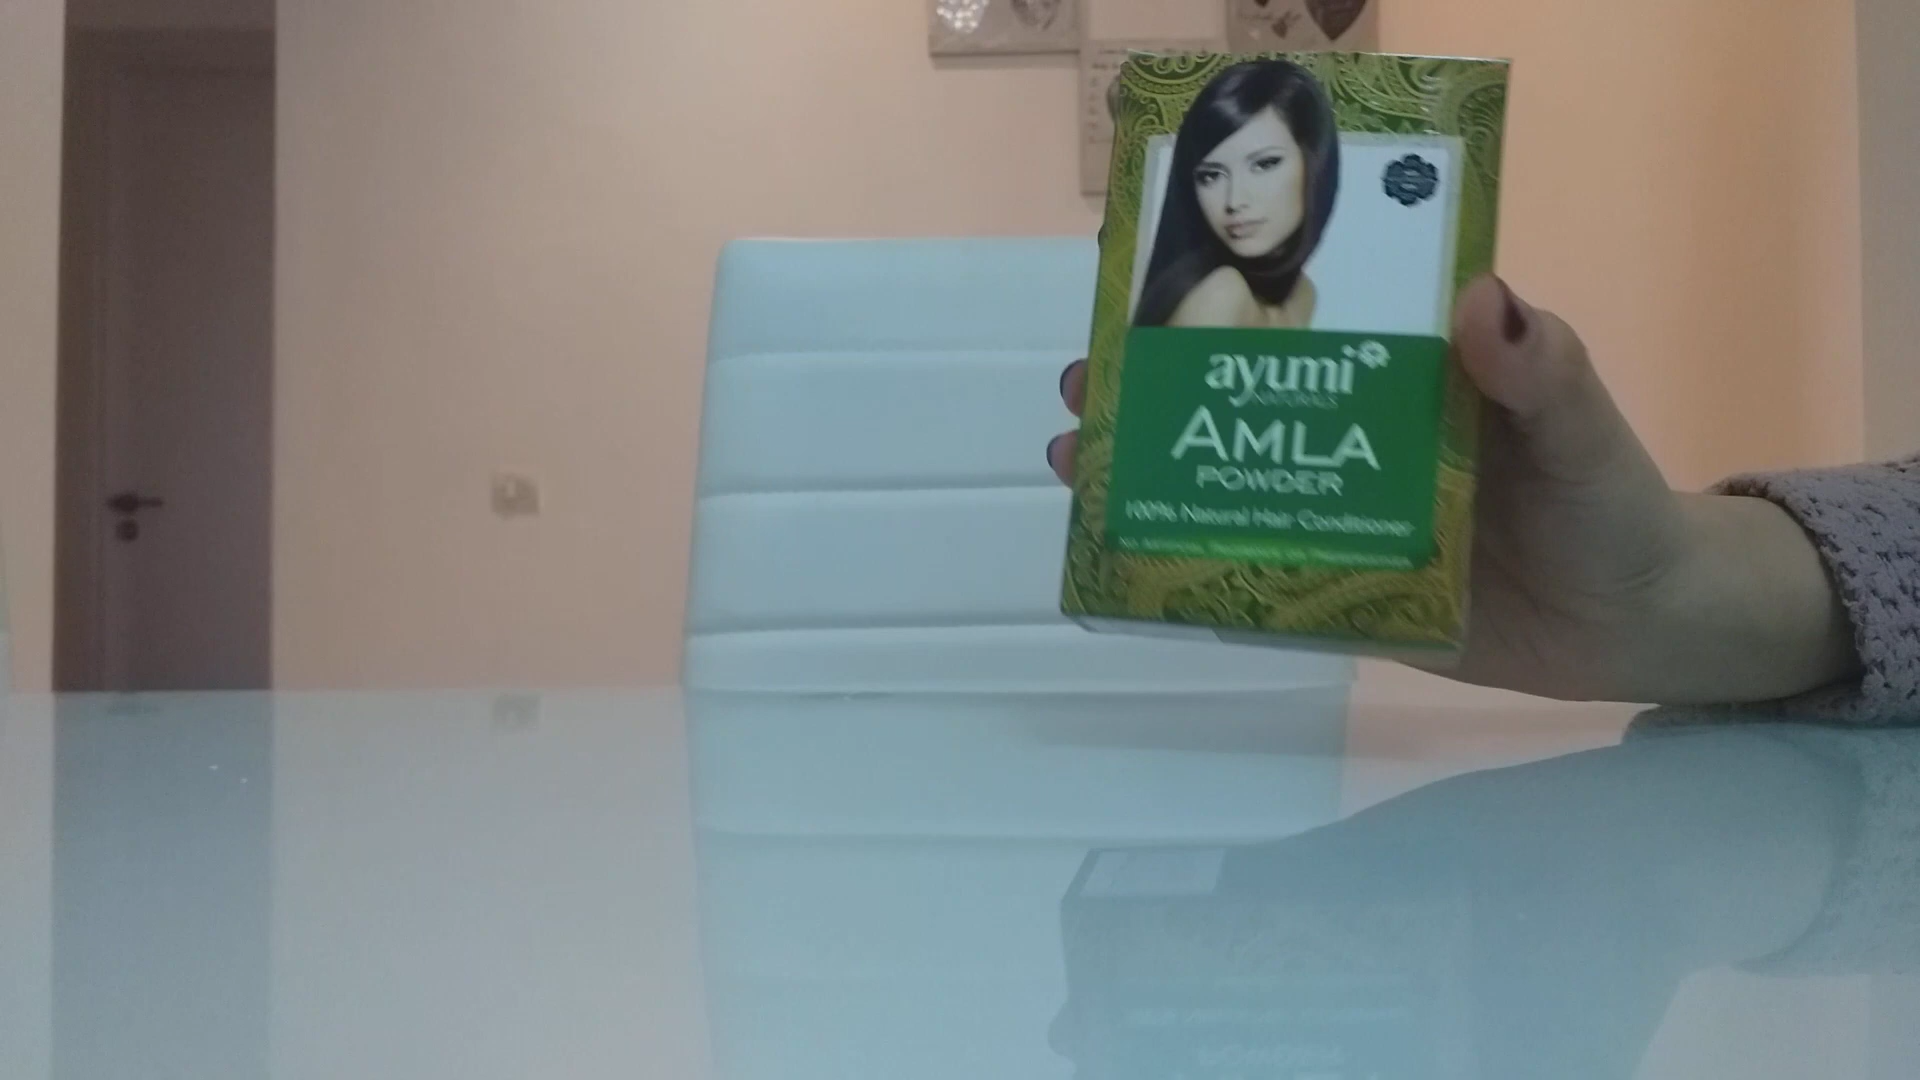 ayumi
NATURALS
AMLA
POWDER
100% Natural Hair Conditioner